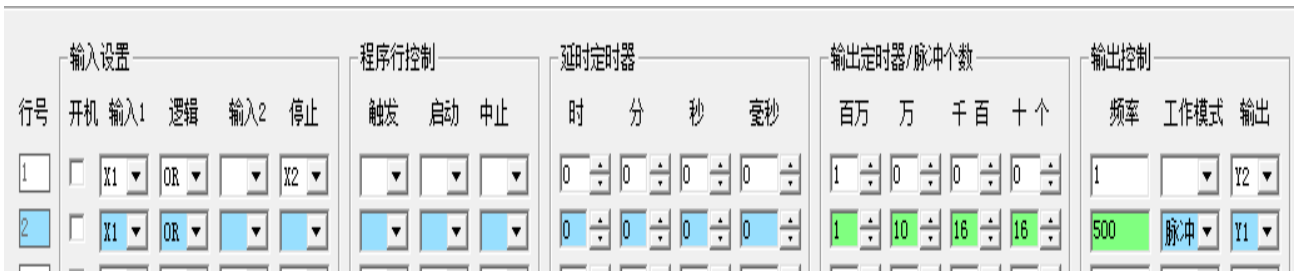 输入设置 程序行控制 延时定时器 输出定时器/脉冲个数 输出控制
行号 开机 输入1 逻辑 输入2 停止 触发 启动 中止 时 分 秒 毫秒 百万 万 千百 十个 频率 工作模式 输出
1 X1 OR X2 0 0 0 0 1 0 0 0 1 Y2
2 X1 OR 0 0 0 0 1 10 16 16 500 脉冲 Y1